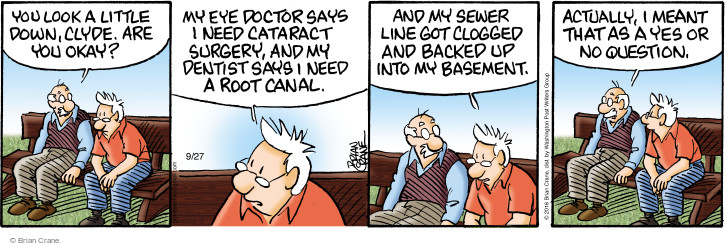 YOU LOOK A LITTLE
DOWN, CLYDE. ARE
YOU OKAY?
MY EYE DOCTOR SAYS
I NEED CATARACT
SURGERY, AND MY
DENTIST SAYS I NEED
A ROOT CANAL.
9/27
BRIAN
CRANE
AND MY SEWER
LINE GOT CLOGGED
AND BACKED UP
INTO MY BASEMENT.
© 2016 Brian Crane, dist. by Washington Post Writers Group
ACTUALLY, I MEANT
THAT AS A YES OR
NO QUESTION.
© Brian Crane.